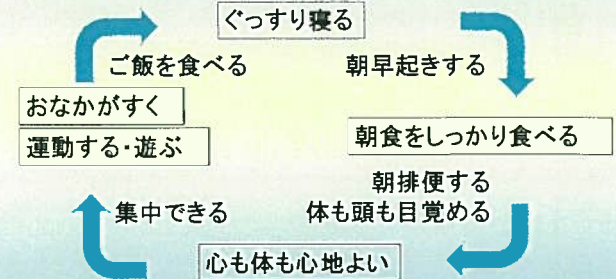 ぐっすり寝る
朝早起きする
朝食をしっかり食べる
朝排便する
体も頭も目覚める
心も体も心地よい
集中できる
運動する・遊ぶ
おなかがすく
ご飯を食べる